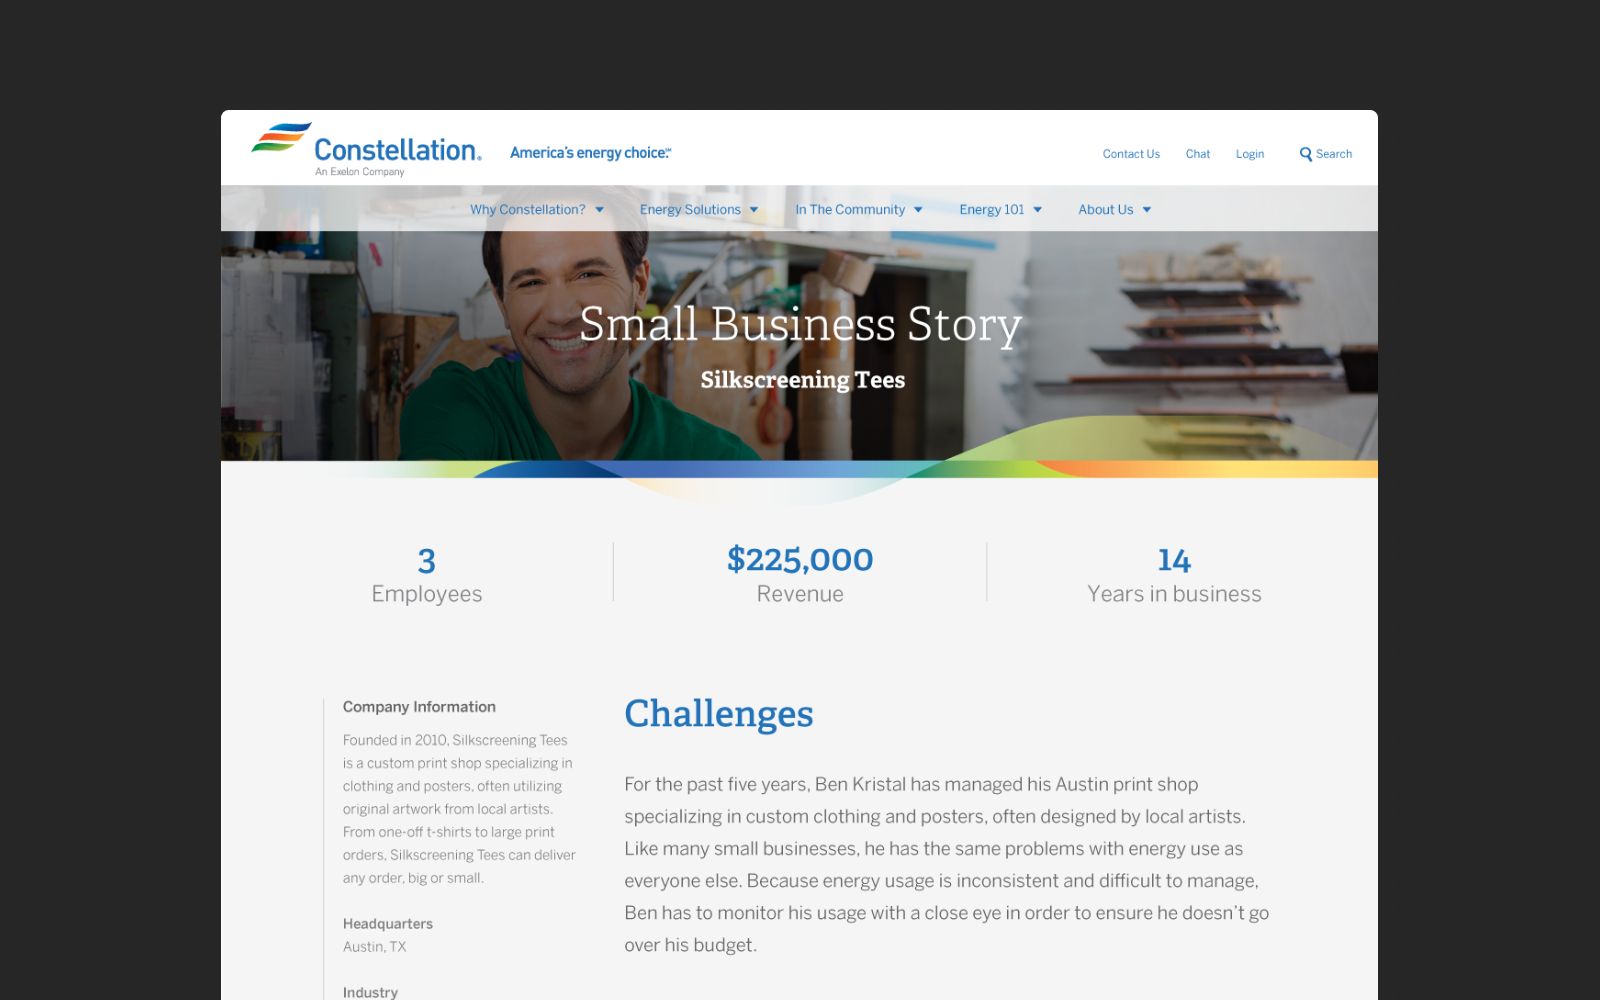 Constellation.
An Exelon Company
America's energy choice℠
Contact Us
Chat
Login
Search
Why Constellation?
Energy Solutions
In The Community
Energy 101
About Us
Small Business Story
Silkscreening Tees
3
Employees
$225,000
Revenue
14
Years in business
Company Information
Founded in 2010, Silkscreening Tees
is a custom print shop specializing in
clothing and posters, often utilizing
original artwork from local artists.
From one-off t-shirts to large print
orders, Silkscreening Tees can deliver
any order, big or small.
Headquarters
Austin, TX
Industry
Challenges
For the past five years, Ben Kristal has managed his Austin print shop
specializing in custom clothing and posters, often designed by local artists.
Like many small businesses, he has the same problems with energy use as
everyone else. Because energy usage is inconsistent and difficult to manage,
Ben has to monitor his usage with a close eye in order to ensure he doesn't go
over his budget.